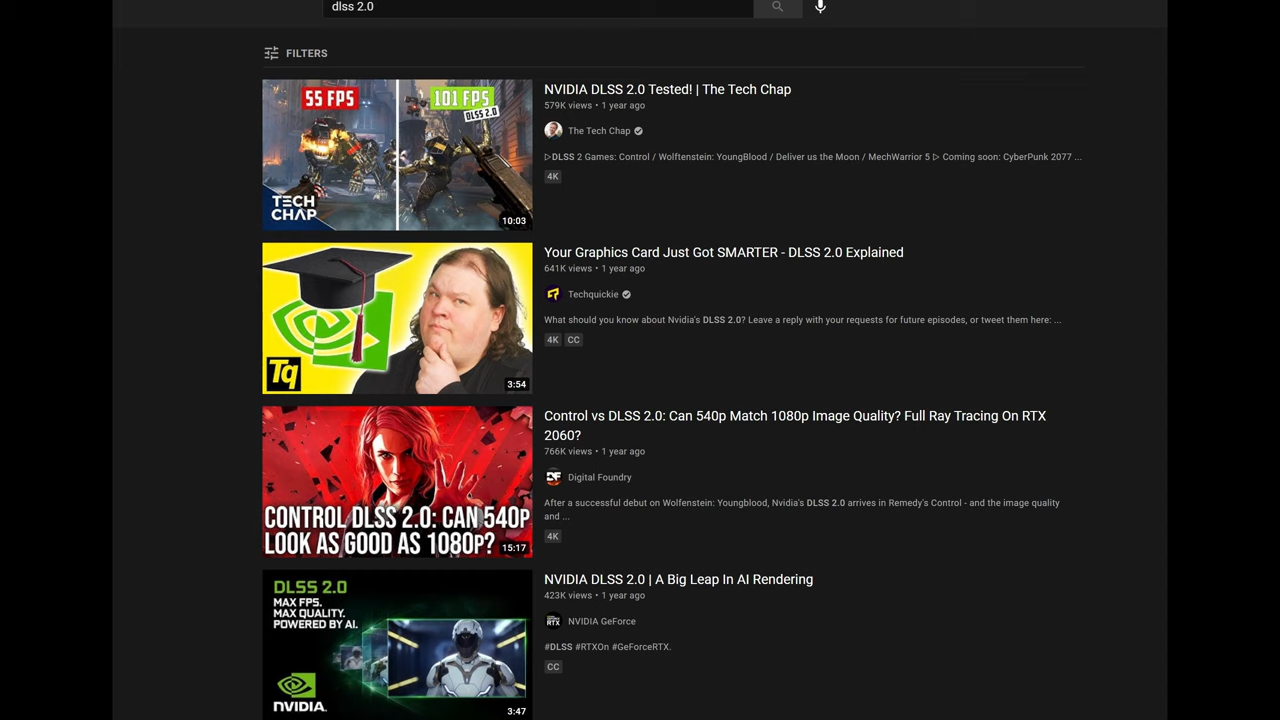 dlss 2.0
FILTERS
55 FPS
101 FPS
DLSS 2.0
TECH
CHAP
10:03
NVIDIA DLSS 2.0 Tested! | The Tech Chap
579K views • 1 year ago
The Tech Chap
▷DLSS 2 Games: Control / Wolftenstein: YoungBlood / Deliver us the Moon / MechWarrior 5 ▷ Coming soon: CyberPunk 2077 ...
4K
Tq
3:54
Your Graphics Card Just Got SMARTER - DLSS 2.0 Explained
641K views • 1 year ago
Techquickie
What should you know about Nvidia's DLSS 2.0? Leave a reply with your requests for future episodes, or tweet them here: ...
4K CC
CONTROL DLSS 2.0: CAN 540p
LOOK AS GOOD AS 1080p?
15:17
Control vs DLSS 2.0: Can 540p Match 1080p Image Quality? Full Ray Tracing On RTX
2060?
766K views • 1 year ago
DF
Digital Foundry
After a successful debut on Wolfenstein: Youngblood, Nvidia's DLSS 2.0 arrives in Remedy's Control - and the image quality
and ...
4K
DLSS 2.0
MAX FPS.
MAX QUALITY.
POWERED BY AI.
NVIDIA.
3:47
NVIDIA DLSS 2.0 | A Big Leap In AI Rendering
423K views • 1 year ago
RTX
NVIDIA GeForce
#DLSS #RTXOn #GeForceRTX.
CC